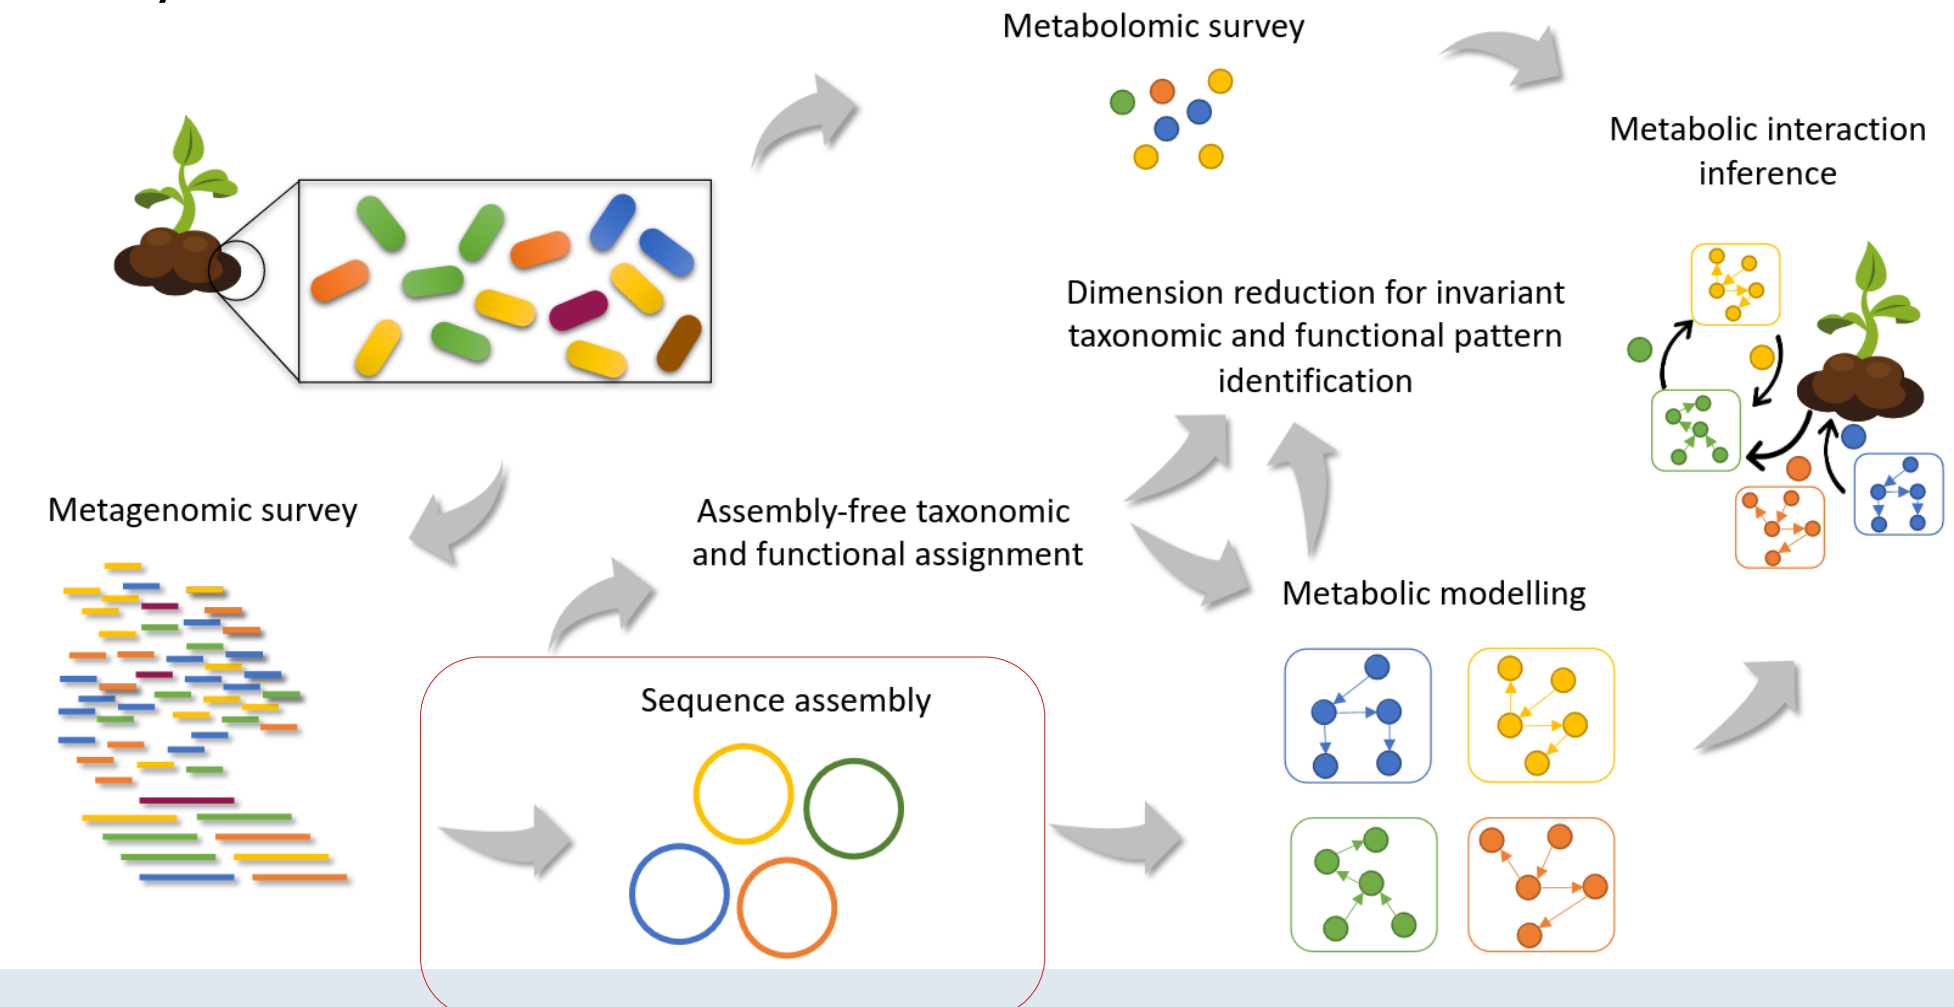 Metabolomic survey
Metabolic interaction
inference
Dimension reduction for invariant
taxonomic and functional pattern
identification
Metagenomic survey
Assembly-free taxonomic
and functional assignment
Metabolic modelling
Sequence assembly